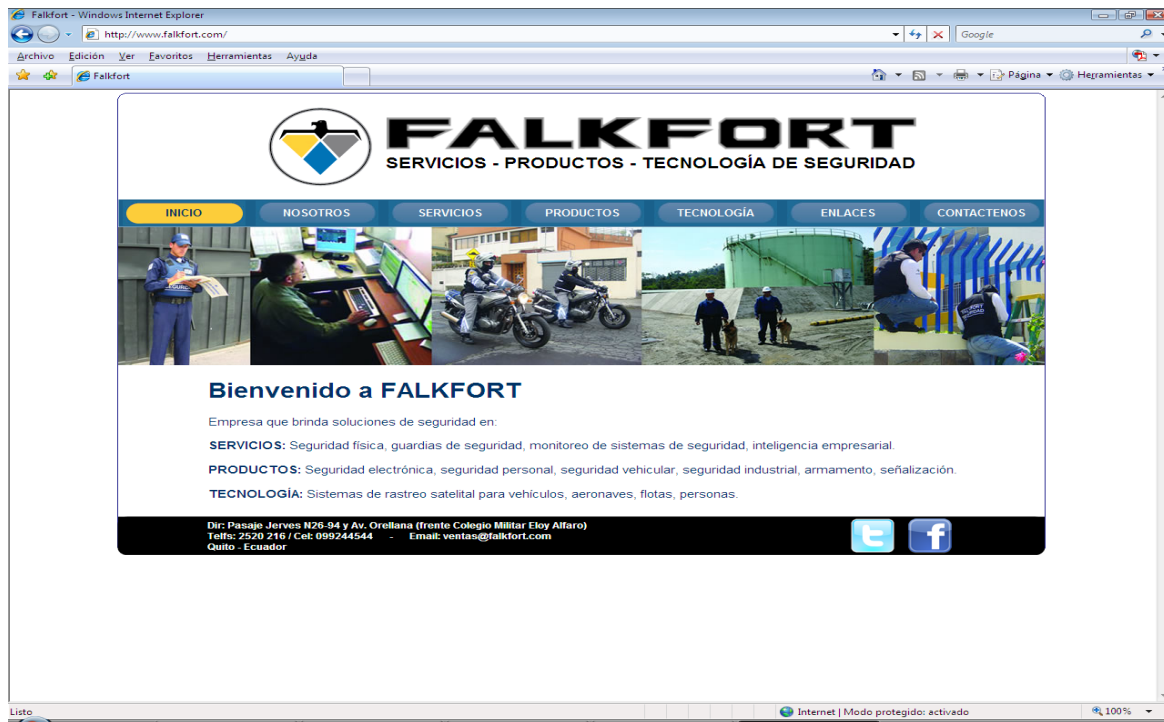 Falkfort - Windows Internet Explorer
http://www.falkfort.com/
Google
Archivo Edición Ver Favoritos Herramientas Ayuda
Falkfort
Página Herramientas
FALKFORT
SERVICIOS - PRODUCTOS - TECNOLOGÍA DE SEGURIDAD
INICIO NOSOTROS SERVICIOS PRODUCTOS TECNOLOGÍA ENLACES CONTACTENOS
Bienvenido a FALKFORT
Empresa que brinda soluciones de seguridad en:
SERVICIOS: Seguridad física, guardias de seguridad, monitoreo de sistemas de seguridad, inteligencia empresarial.
PRODUCTOS: Seguridad electrónica, seguridad personal, seguridad vehicular, seguridad industrial, armamento, señalización.
TECNOLOGÍA: Sistemas de rastreo satelital para vehículos, aeronaves, flotas, personas.
Dir: Pasaje Jerves N26-94 y Av. Orellana (frente Colegio Militar Eloy Alfaro)
Telfs: 2520 216 / Cel: 099244544 - Email: ventas@falkfort.com
Quito - Ecuador
Listo
Internet | Modo protegido: activado
100%